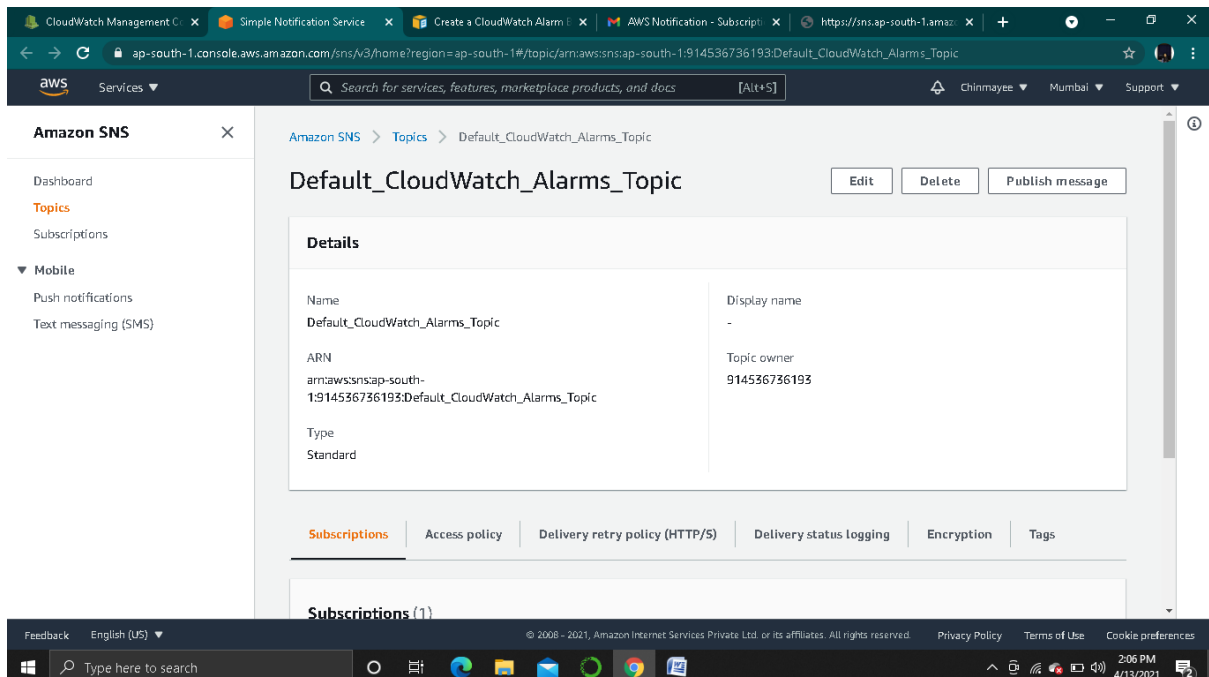 CloudWatch Management Co
Simple Notification Service
Create a CloudWatch Alarm B
AWS Notification - Subscripti
https://sns.ap-south-1.amazo
ap-south-1.console.aws.amazon.com/sns/v3/home?region=ap-south-1#/topic/arn:aws:sns:ap-south-1:914536736193:Default_CloudWatch_Alarms_Topic
aws
Services
Search for services, features, marketplace products, and docs
[Alt+S]
Chinmayee
Mumbai
Support
Amazon SNS
Dashboard
Topics
Subscriptions
Mobile
Push notifications
Text messaging (SMS)
Amazon SNS
Topics
Default_CloudWatch_Alarms_Topic
Default_CloudWatch_Alarms_Topic
Edit
Delete
Publish message
Details
Name
Default_CloudWatch_Alarms_Topic
ARN
arn:aws:sns:ap-south-
1:914536736193:Default_CloudWatch_Alarms_Topic
Type
Standard
Display name
-
Topic owner
914536736193
Subscriptions
Access policy
Delivery retry policy (HTTP/S)
Delivery status logging
Encryption
Tags
Subscriptions (1)
Feedback
English (US)
© 2008 - 2021, Amazon Internet Services Private Ltd. or its affiliates. All rights reserved.
Privacy Policy
Terms of Use
Cookie preferences
Type here to search
2:06 PM
4/13/2021